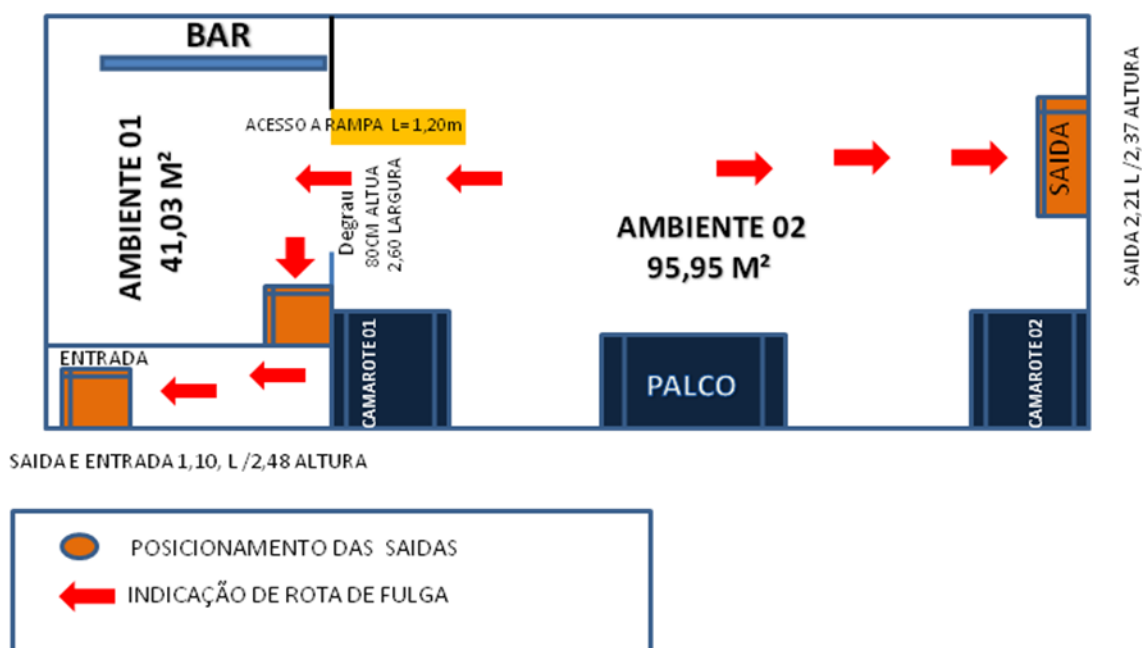 BAR
ACESSO A RAMPA L= 1,20m
AMBIENTE 01
41,03 M²
Degrau
80CM ALTUA
2,60 LARGURA
AMBIENTE 02
95,95 M²
SAIDA
SAIDA 2,21 L /2,37 ALTURA
ENTRADA
CAMAROTE 01
PALCO
CAMAROTE 02
SAIDA E ENTRADA 1,10, L /2,48 ALTURA
POSICIONAMENTO DAS SAIDAS
INDICAÇÃO DE ROTA DE FULGA